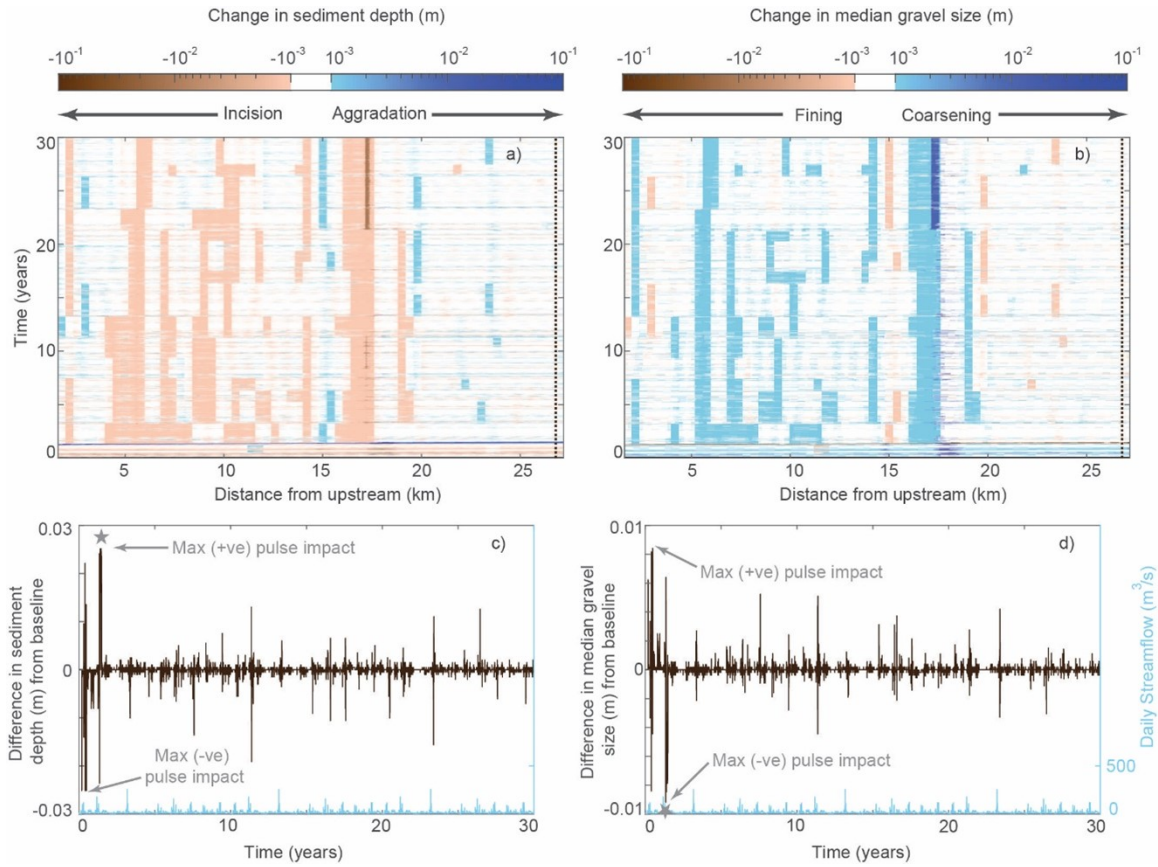 Change in sediment depth (m)
Change in median gravel size (m)
-10^-1 -10^-2 -10^-3 10^-3 10^-2 10^-1
-10^-1 -10^-2 -10^-3 10^-3 10^-2 10^-1
Incision Aggradation
Fining Coarsening
a)
b)
30
20
10
0
Time (years)
5 10 15 20 25
5 10 15 20 25
Distance from upstream (km)
Distance from upstream (km)
0.03
0
-0.03
Difference in sediment
depth (m) from baseline
c)
Max (+ve) pulse impact
Max (-ve)
pulse impact
0 10 20 30
Time (years)
0.01
0
-0.01
Difference in median gravel
size (m) from baseline
d)
Max (+ve) pulse impact
Max (-ve) pulse impact
0 10 20 30
Time (years)
500
0
Daily Streamflow (m^3/s)